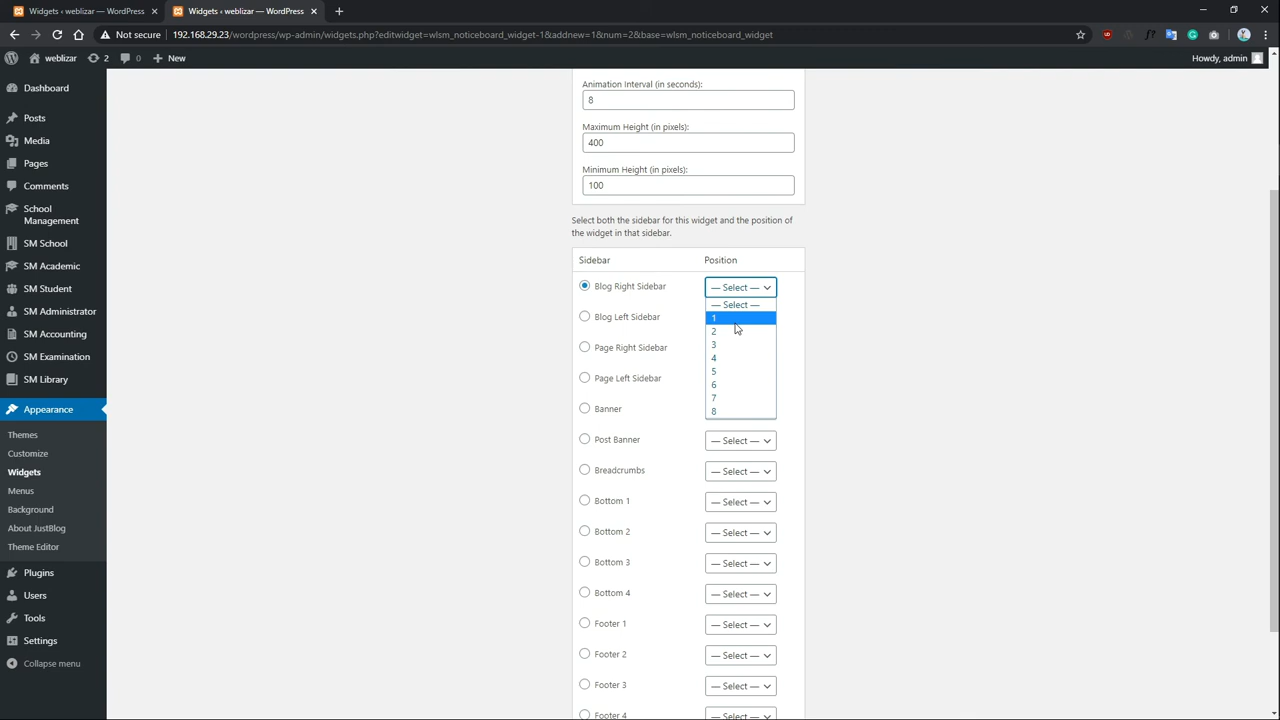 Widgets ‹ weblizar — WordPress
Widgets ‹ weblizar — WordPress
Not secure
192.168.29.23/wordpress/wp-admin/widgets.php?editwidget=wlsm_noticeboard_widget-1&addnew=1&num=2&base=wlsm_noticeboard_widget
weblizar
2
0
New
Howdy, admin
Dashboard
Posts
Media
Pages
Comments
School
Management
SM School
SM Academic
SM Student
SM Administrator
SM Accounting
SM Examination
SM Library
Appearance
Themes
Customize
Widgets
Menus
Background
About JustBlog
Theme Editor
Plugins
Users
Tools
Settings
Collapse menu
Animation Interval (in seconds):
8
Maximum Height (in pixels):
400
Minimum Height (in pixels):
100
Select both the sidebar for this widget and the position of
the widget in that sidebar.
Sidebar Position
Blog Right Sidebar — Select —
— Select —
1
Blog Left Sidebar
2
3
Page Right Sidebar
4
5
Page Left Sidebar
6
7
Banner
8
Post Banner — Select —
Breadcrumbs — Select —
Bottom 1 — Select —
Bottom 2 — Select —
Bottom 3 — Select —
Bottom 4 — Select —
Footer 1 — Select —
Footer 2 — Select —
Footer 3 — Select —
Footer 4 — Select —